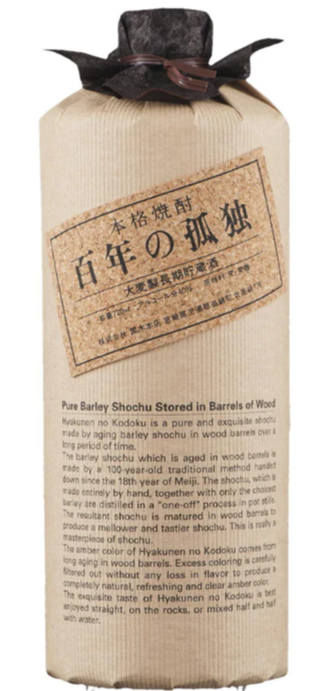 本格焼酎
百年の孤独
大麦製長期貯蔵酒
Pure Barley Shochu Stored in Barrels of Wood
Hyakunen no Kodoku is a pure and exquisite shochu
made by aging barley shochu in wood barrels over a
long period of time.
The barley shochu which is aged in wood barrels is
made by a 100-year-old traditional method handed
down since the 18th year of Meiji. The shochu, which is
made entirely by hand, together with only the choicest
barley are distilled in a "one-off" process in pot stills.
The resultant shochu is matured in wood barrels to
produce a mellower and tastier shochu. This is really a
masterpiece of shochu.
The amber color of Hyakunen no Kodoku comes from
long aging in wood barrels. Excess coloring is carefully
filtered out without any loss in flavor to produce a
completely natural, refreshing and clear amber color.
The exquisite taste of Hyakunen no Kodoku is best
enjoyed straight, on the rocks, or mixed half and half
with water.